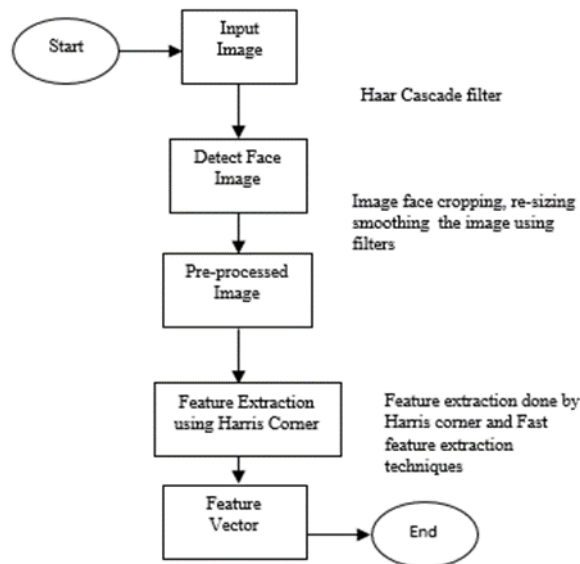 Start
Input
Image
Haar Cascade filter
Detect Face
Image
Image face cropping, re-sizing
smoothing the image using
filters
Pre-processed
Image
Feature Extraction
using Harris Corner
Feature extraction done by
Harris corner and Fast
feature extraction
techniques
Feature
Vector
End